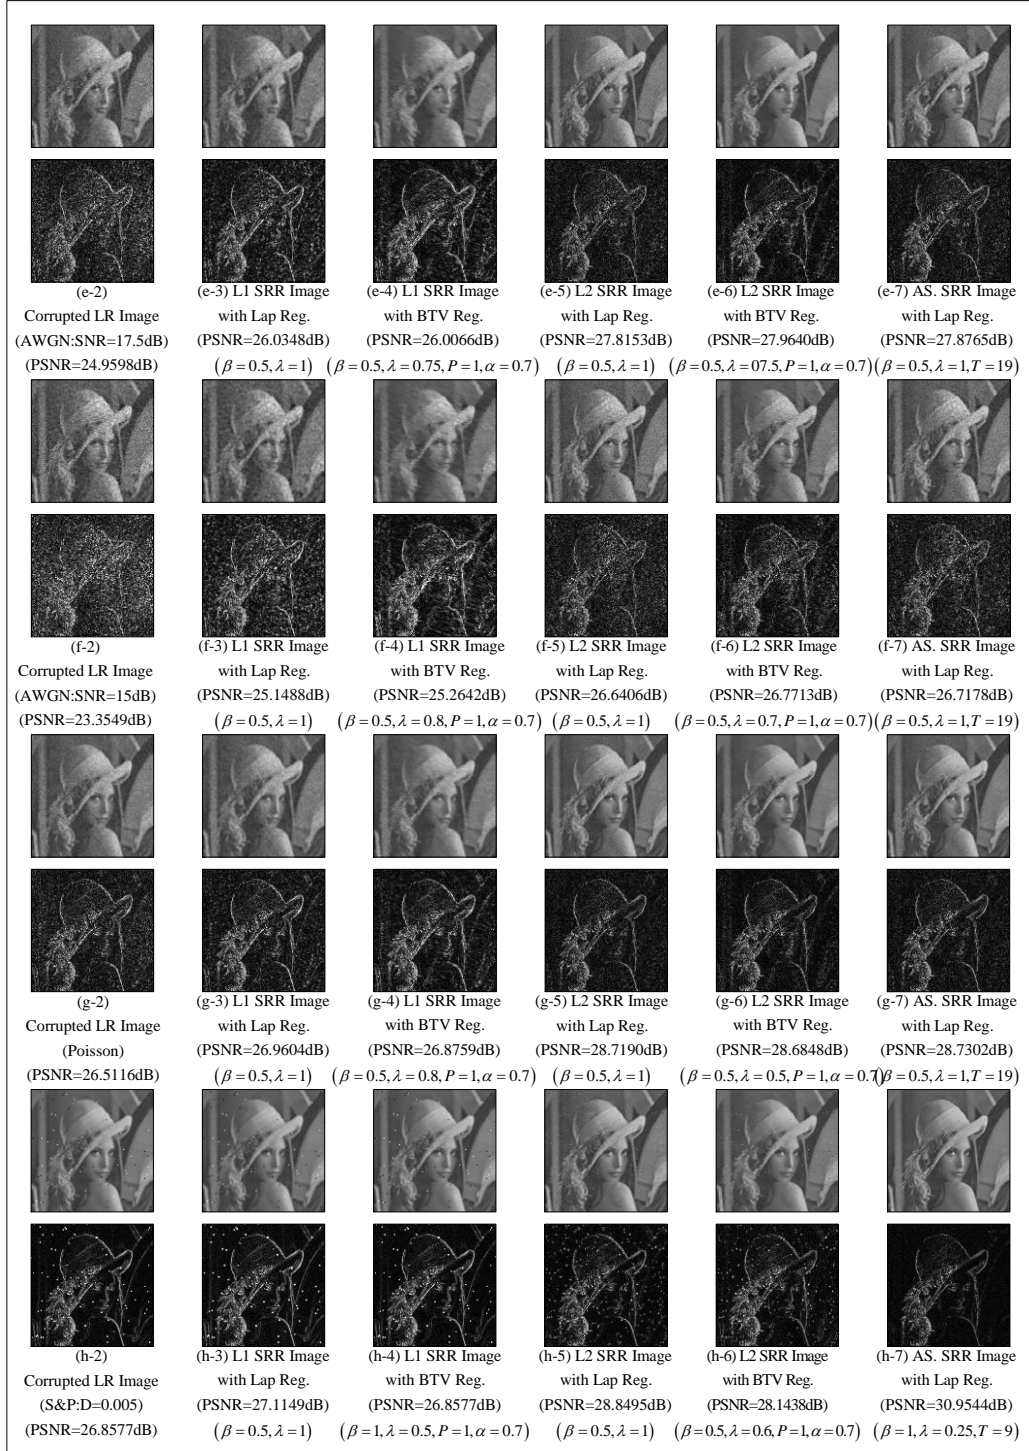 (e-2)
Corrupted LR Image
(AWGN:SNR=17.5dB)
(PSNR=24.9598dB)
(e-3) L1 SRR Image
with Lap Reg.
(PSNR=26.0348dB)
(β = 0.5, λ = 1)
(e-4) L1 SRR Image
with BTV Reg.
(PSNR=26.0066dB)
(β = 0.5, λ = 0.75, P = 1, α = 0.7)
(e-5) L2 SRR Image
with Lap Reg.
(PSNR=27.8153dB)
(β = 0.5, λ = 1)
(e-6) L2 SRR Image
with BTV Reg.
(PSNR=27.9640dB)
(β = 0.5, λ = 07.5, P = 1, α = 0.7)
(e-7) AS. SRR Image
with Lap Reg.
(PSNR=27.8765dB)
(β = 0.5, λ = 1, T = 19)
(f-2)
Corrupted LR Image
(AWGN:SNR=15dB)
(PSNR=23.3549dB)
(f-3) L1 SRR Image
with Lap Reg.
(PSNR=25.1488dB)
(β = 0.5, λ = 1)
(f-4) L1 SRR Image
with BTV Reg.
(PSNR=25.2642dB)
(β = 0.5, λ = 0.8, P = 1, α = 0.7)
(f-5) L2 SRR Image
with Lap Reg.
(PSNR=26.6406dB)
(β = 0.5, λ = 1)
(f-6) L2 SRR Image
with BTV Reg.
(PSNR=26.7713dB)
(β = 0.5, λ = 0.7, P = 1, α = 0.7)
(f-7) AS. SRR Image
with Lap Reg.
(PSNR=26.7178dB)
(β = 0.5, λ = 1, T = 19)
(g-2)
Corrupted LR Image
(Poisson)
(PSNR=26.5116dB)
(g-3) L1 SRR Image
with Lap Reg.
(PSNR=26.9604dB)
(β = 0.5, λ = 1)
(g-4) L1 SRR Image
with BTV Reg.
(PSNR=26.8759dB)
(β = 0.5, λ = 0.8, P = 1, α = 0.7)
(g-5) L2 SRR Image
with Lap Reg.
(PSNR=28.7190dB)
(β = 0.5, λ = 1)
(g-6) L2 SRR Image
with BTV Reg.
(PSNR=28.6848dB)
(β = 0.5, λ = 0.5, P = 1, α = 0.7)
(g-7) AS. SRR Image
with Lap Reg.
(PSNR=28.7302dB)
(β = 0.5, λ = 1, T = 19)
(h-2)
Corrupted LR Image
(S&P:D=0.005)
(PSNR=26.8577dB)
(h-3) L1 SRR Image
with Lap Reg.
(PSNR=27.1149dB)
(β = 0.5, λ = 1)
(h-4) L1 SRR Image
with BTV Reg.
(PSNR=26.8577dB)
(β = 1, λ = 0.5, P = 1, α = 0.7)
(h-5) L2 SRR Image
with Lap Reg.
(PSNR=28.8495dB)
(β = 0.5, λ = 1)
(h-6) L2 SRR Image
with BTV Reg.
(PSNR=28.1438dB)
(β = 0.5, λ = 0.6, P = 1, α = 0.7)
(h-7) AS. SRR Image
with Lap Reg.
(PSNR=30.9544dB)
(β = 1, λ = 0.25, T = 9)